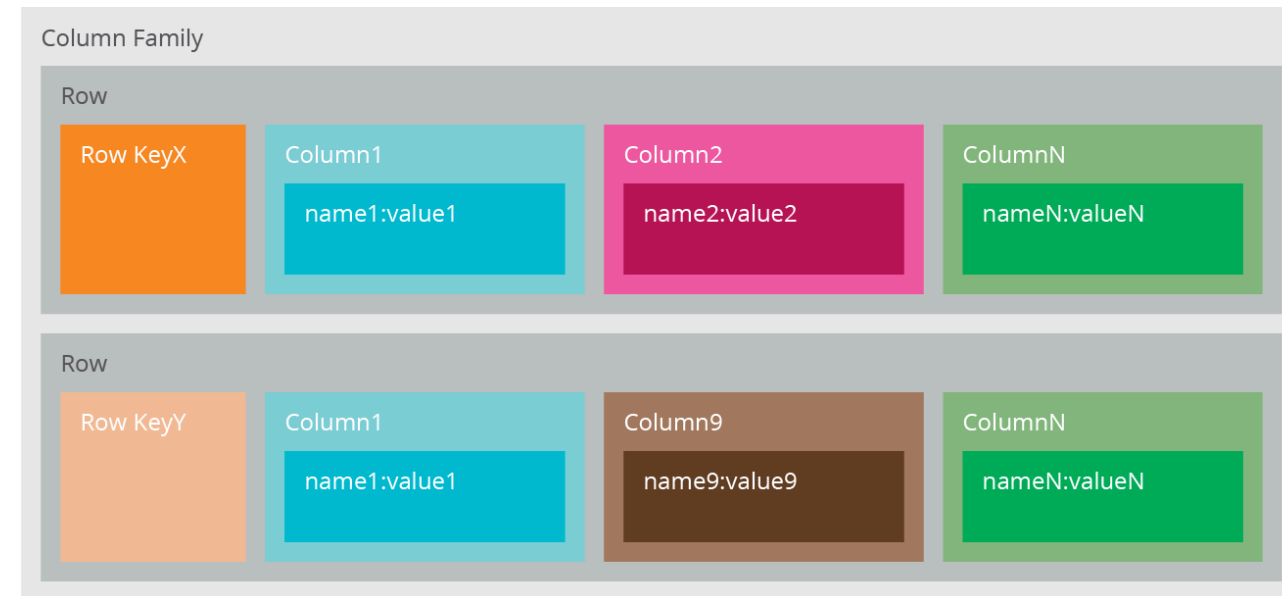 Column Family
Row
Row KeyX
Column1
name1:value1
Column2
name2:value2
ColumnN
nameN:valueN
Row
Row KeyY
Column1
name1:value1
Column9
name9:value9
ColumnN
nameN:valueN